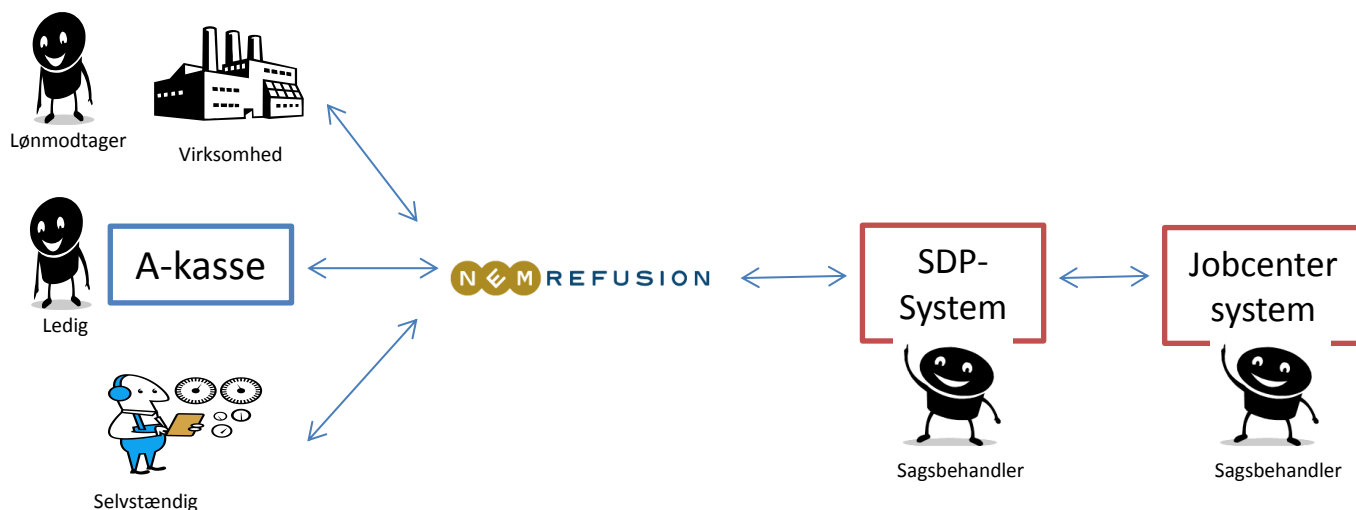 Lønmodtager
Virksomhed
A-kasse
Ledig
Selvstændig
NEMREFUSION
SDP-
System
Sagsbehandler
Jobcenter
system
Sagsbehandler